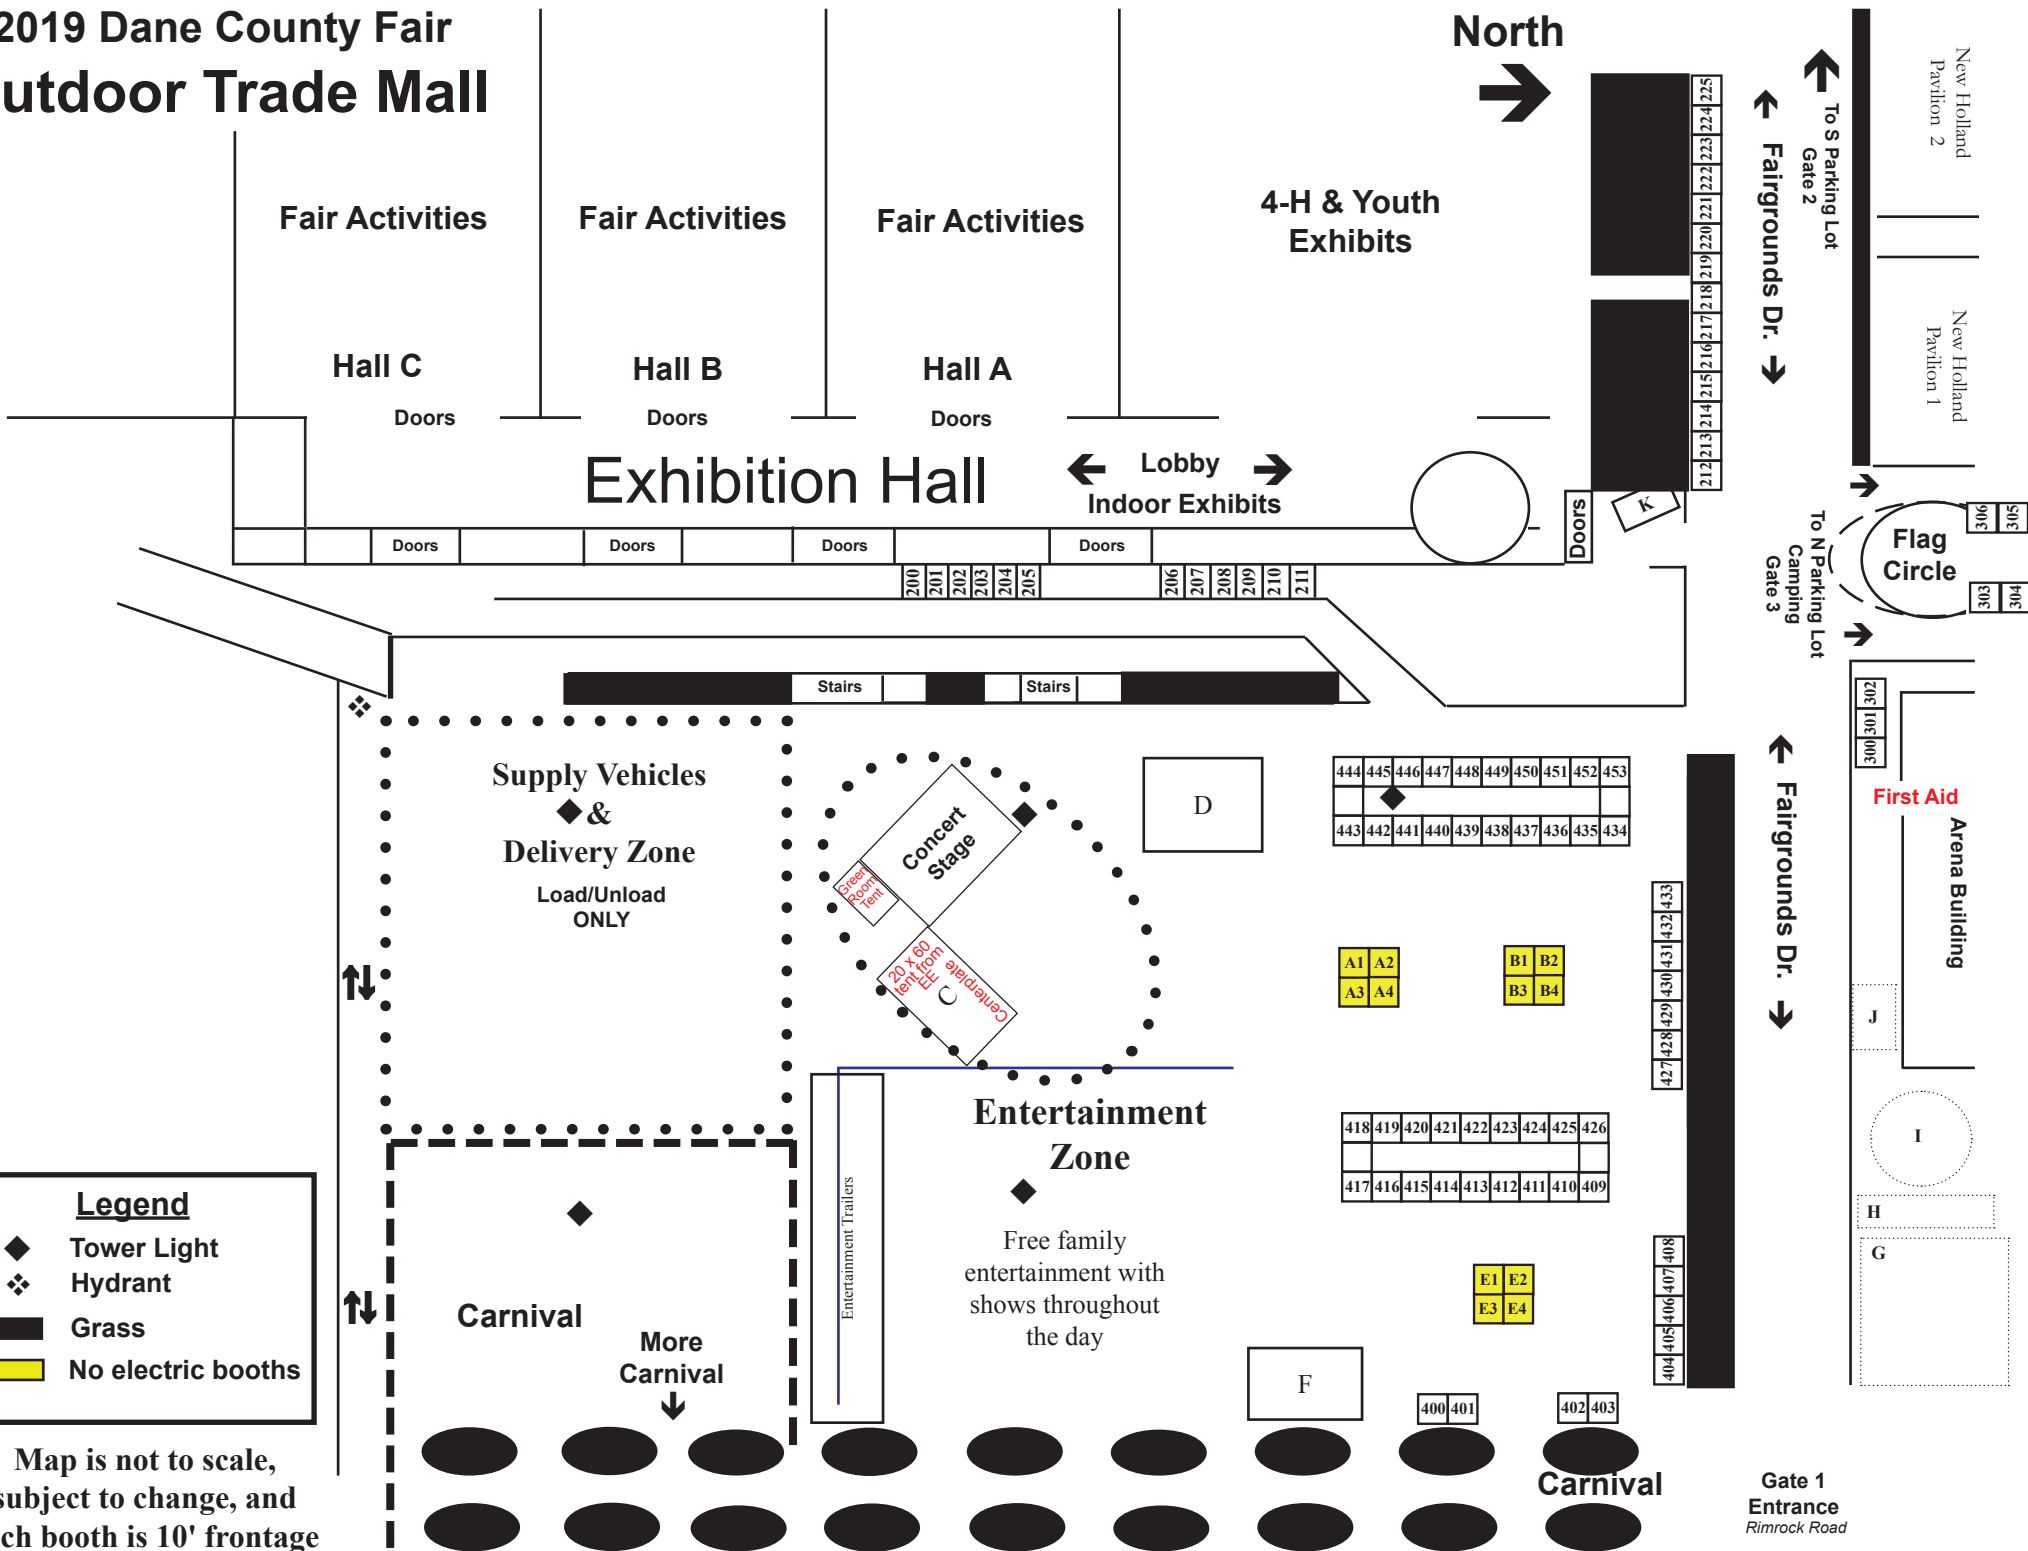 2019 Dane County Fair
utdoor Trade Mall
North
Fair Activities
Fair Activities
Fair Activities
4-H & Youth
Exhibits
Hall C
Hall B
Hall A
Doors
Doors
Doors
Exhibition Hall
Lobby
Indoor Exhibits
Doors
Doors
Doors
Doors
Doors
K
225
224
223
222
221
220
219
218
217
216
215
214
213
212
Fairgrounds Dr.
To S Parking Lot
Gate 2
New Holland
Pavilion 2
New Holland
Pavilion 1
To N Parking Lot
Camping
Gate 3
Flag
Circle
306 305
303 304
200 201 202 203 204 205
206 207 208 209 210 211
Stairs
Stairs
302
301
300
First Aid
Arena Building
Fairgrounds Dr.
Supply Vehicles
&
Delivery Zone
Load/Unload
ONLY
Concert
Stage
Green
Room
Tent
20 x 60
tent from
EE
C
Centerplate
D
444 445 446 447 448 449 450 451 452 453
443 442 441 440 439 438 437 436 435 434
433
432
431
430
429
428
427
A1 A2
A3 A4
B1 B2
B3 B4
J
I
H
G
Entertainment
Zone
Free family
entertainment with
shows throughout
the day
Entertainment Trailers
418 419 420 421 422 423 424 425 426
417 416 415 414 413 412 411 410 409
408
407
406
405
404
E1 E2
E3 E4
F
400 401
402 403
Carnival
More
Carnival
Legend
Tower Light
Hydrant
Grass
No electric booths
Map is not to scale,
subject to change, and
ch booth is 10' frontage
Carnival
Gate 1
Entrance
Rimrock Road